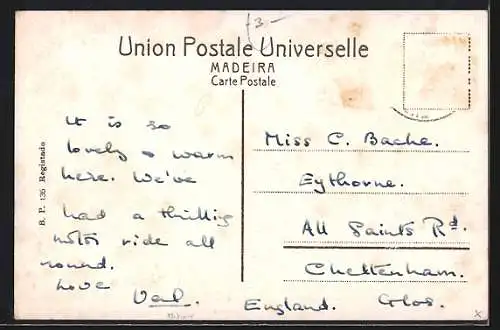 Union Postale Universelle
MADEIRA
Carte Postale
B. P. 135 Registado
It is so
lovely & warm
here. We've
had a thrilling
motor ride all
round.
Love
Val.
Miss C. Bache.
Eythorne.
All Saints Rd.
Cheltenham.
England. Glos.